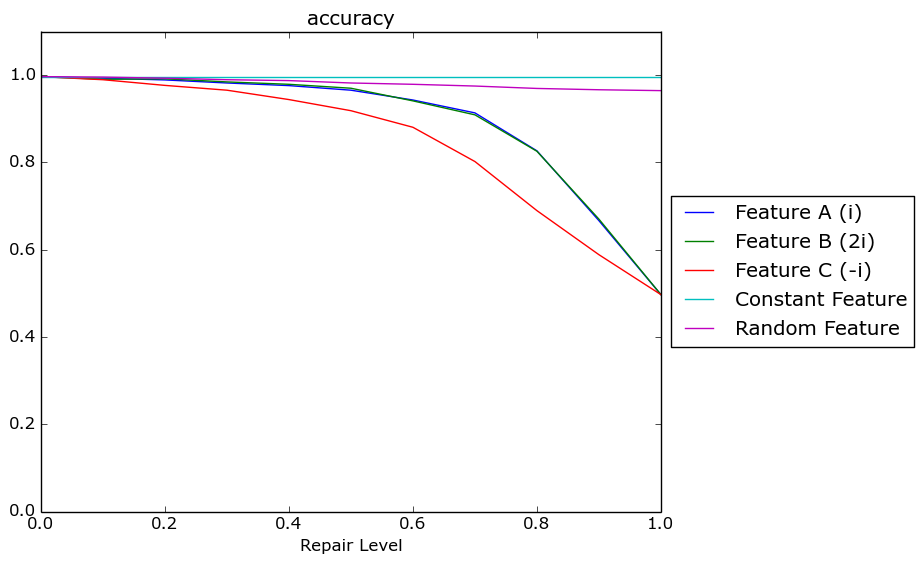 accuracy
1.0
0.8
0.6
0.4
0.2
0.0
0.0 0.2 0.4 0.6 0.8 1.0
Repair Level
Feature A (i)
Feature B (2i)
Feature C (-i)
Constant Feature
Random Feature